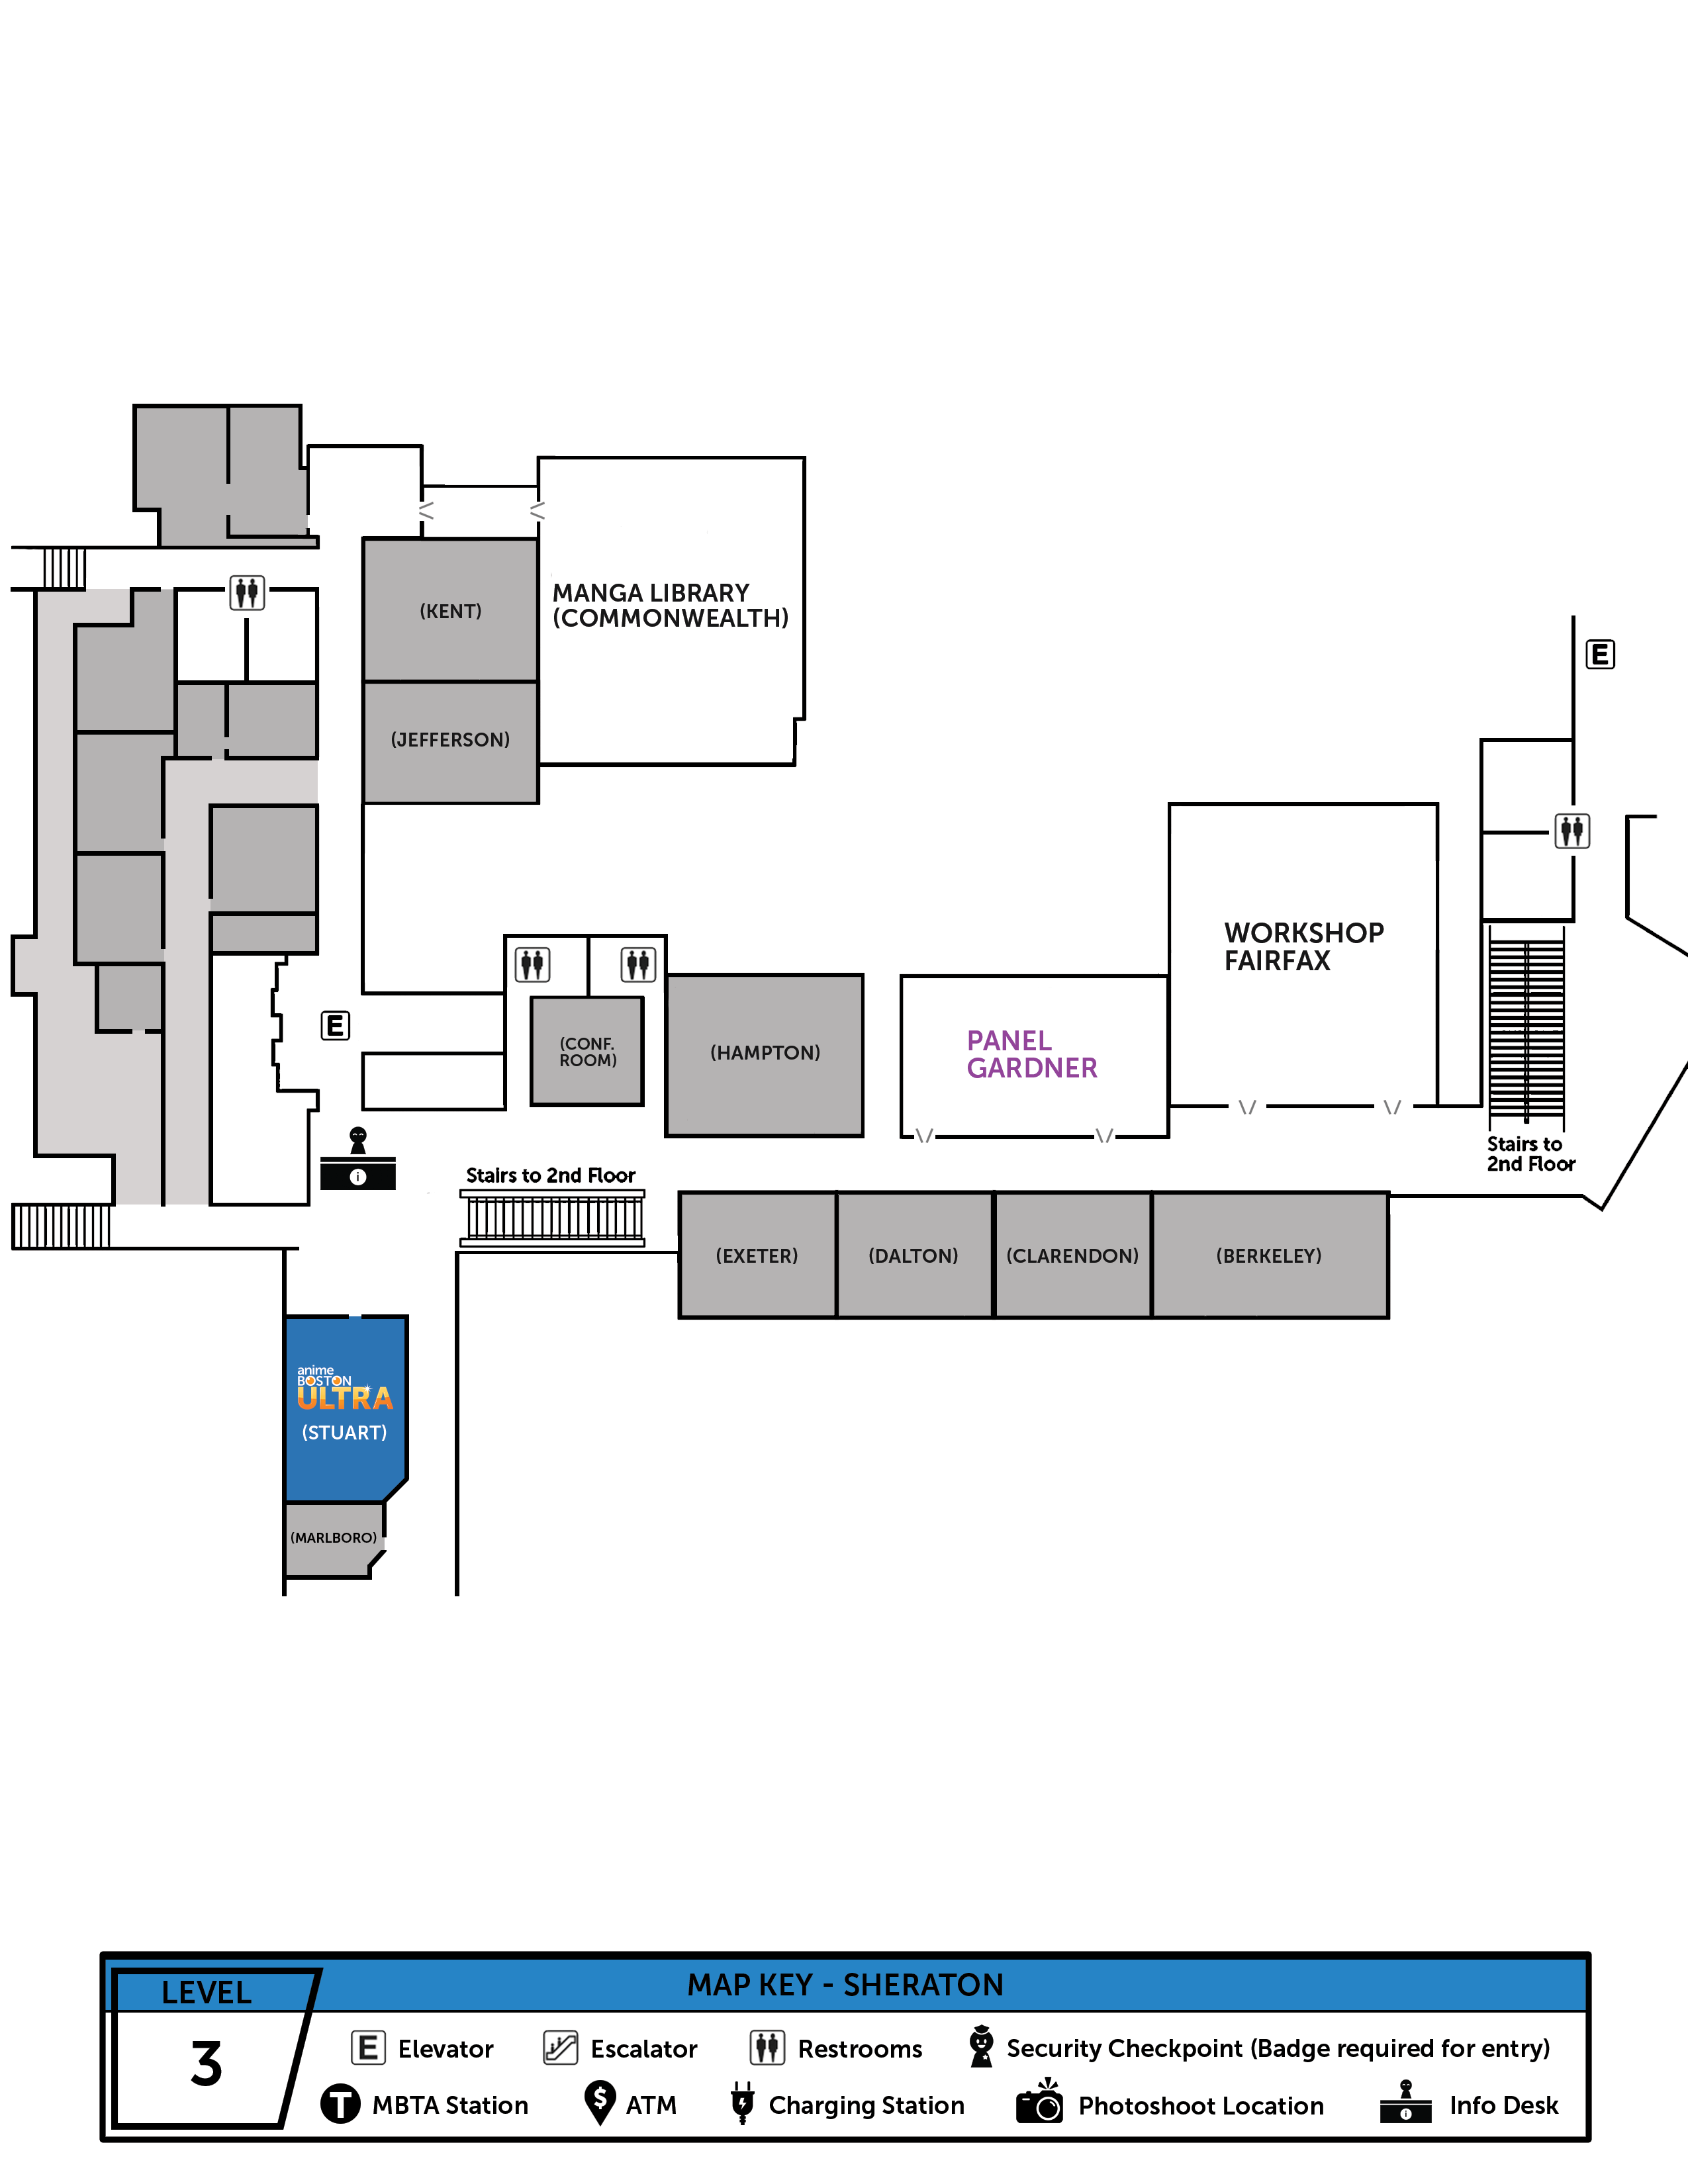 (KENT)
MANGA LIBRARY
(COMMONWEALTH)
E
(JEFFERSON)
WORKSHOP
FAIRFAX
E
(CONF.
ROOM)
(HAMPTON)
PANEL
GARDNER
i
Stairs to 2nd Floor
Stairs to
2nd Floor
(EXETER)
(DALTON)
(CLARENDON)
(BERKELEY)
anime
BOSTON
ULTRA
(STUART)
(MARLBORO)
LEVEL
3
MAP KEY - SHERATON
E Elevator
Escalator
Restrooms
Security Checkpoint (Badge required for entry)
T MBTA Station
$ ATM
Charging Station
Photoshoot Location
i Info Desk